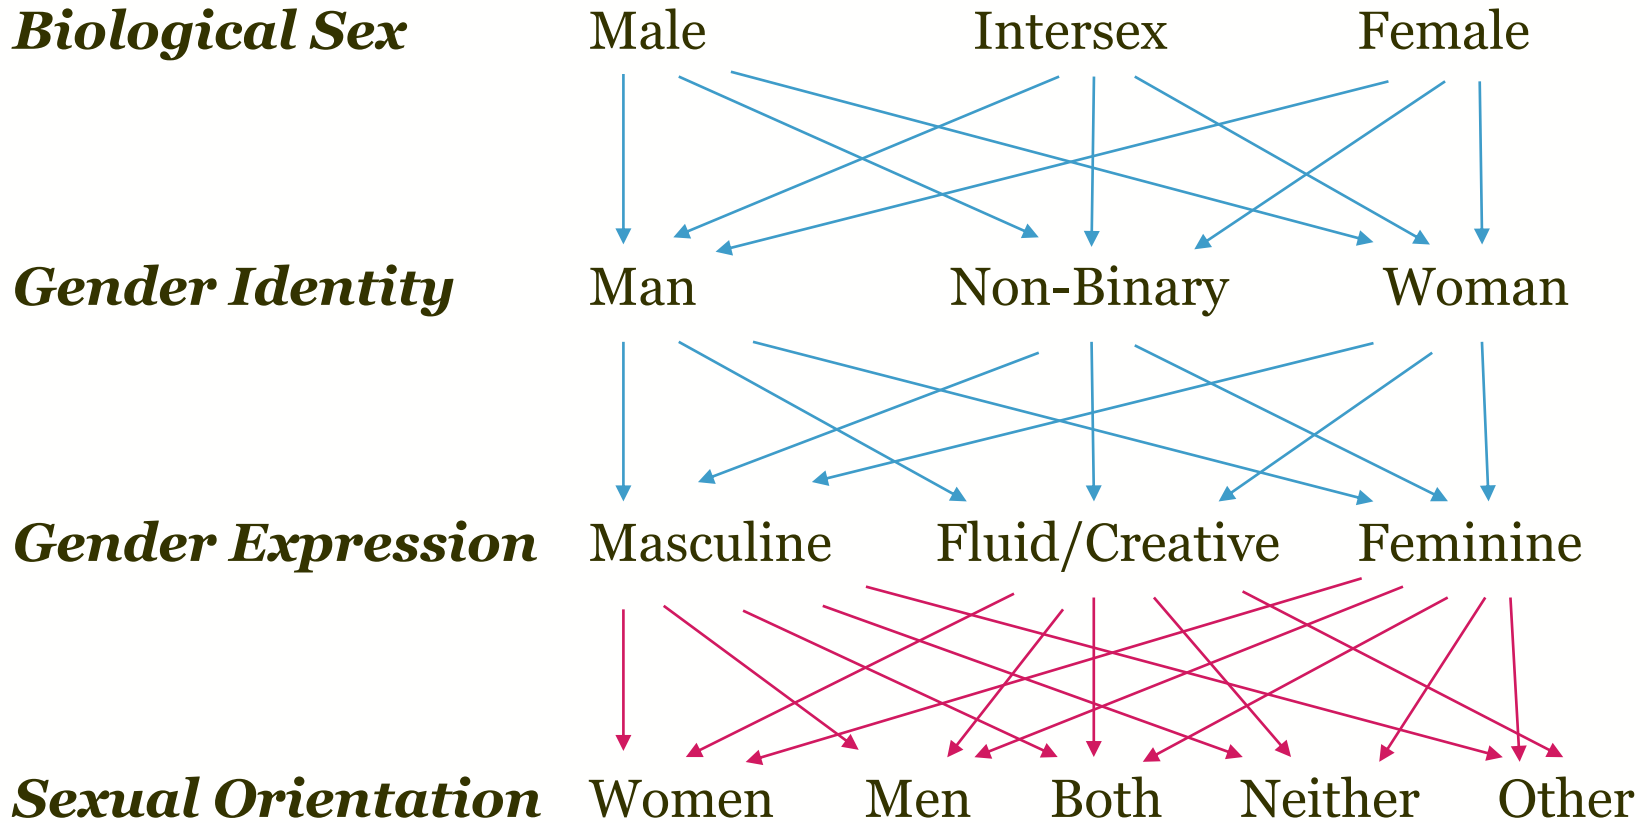 Biological Sex Male Intersex Female
Gender Identity Man Non-Binary Woman
Gender Expression Masculine Fluid/Creative Feminine
Sexual Orientation Women Men Both Neither Other